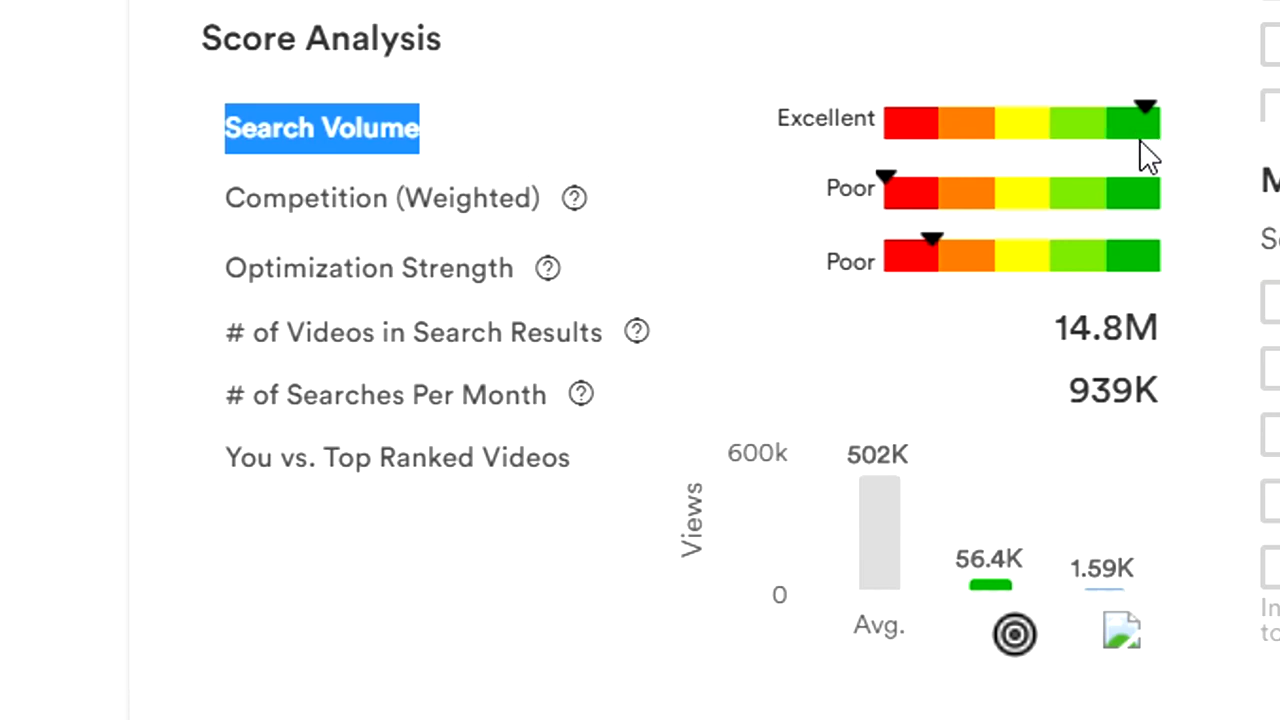 Score Analysis
Search Volume
Excellent
Competition (Weighted) ?
Poor
Optimization Strength ?
Poor
# of Videos in Search Results ?
14.8M
# of Searches Per Month ?
939K
You vs. Top Ranked Videos
Views
600k
0
502K
56.4K
1.59K
Avg.
M